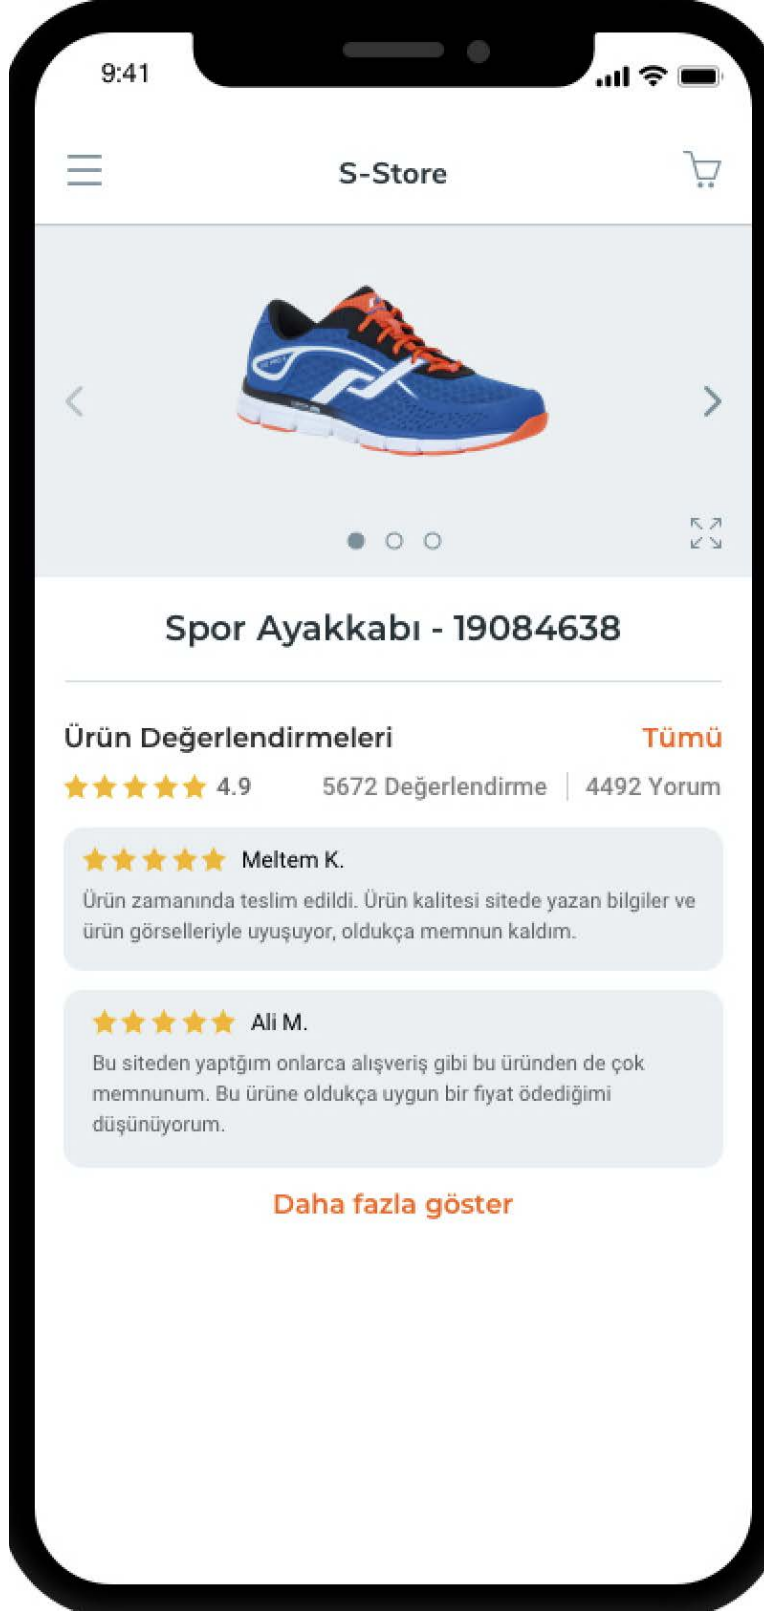 9:41
S-Store
Spor Ayakkabı - 19084638
Ürün Değerlendirmeleri
Tümü
4.9
5672 Değerlendirme | 4492 Yorum
Meltem K.
Ürün zamanında teslim edildi. Ürün kalitesi sitede yazan bilgiler ve
ürün görselleriyle uyuşuyor, oldukça memnun kaldım.
Ali M.
Bu siteden yaptğım onlarca alışveriş gibi bu üründen de çok
memnunum. Bu ürüne oldukça uygun bir fiyat ödediğimi
düşünüyorum.
Daha fazla göster